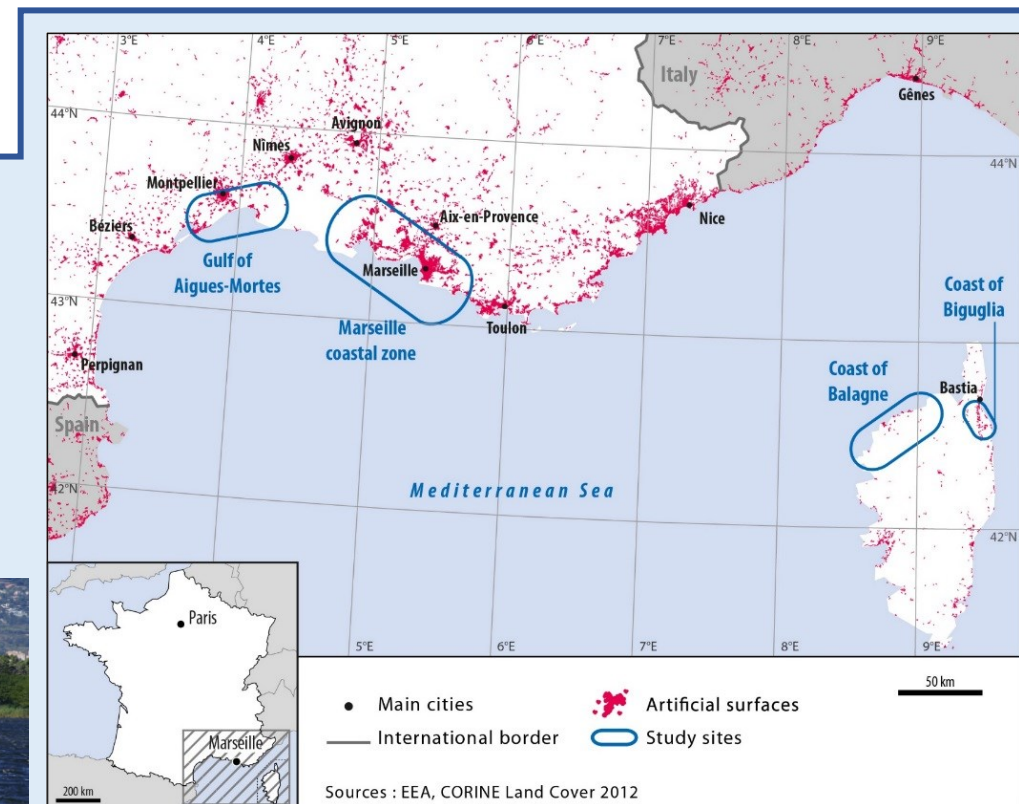 3°E 4°E 5°E 6°E 7°E 8°E 9°E
Italy
Gênes
44°N
Avignon
Nîmes
44°N
Montpellier
Béziers
Aix-en-Provence
Nice
Gulf of
Aigues-Mortes
Marseille
43°N
Marseille
coastal zone
Toulon
Coast of
Biguglia
Perpignan
Coast of
Balagne
Bastia
Spain
42°N
Mediterranean Sea
42°N
5°E 6°E 7°E 8°E 9°E
Paris
Marseille
200 km
Main cities
Artificial surfaces
50 km
International border
Study sites
Sources : EEA, CORINE Land Cover 2012